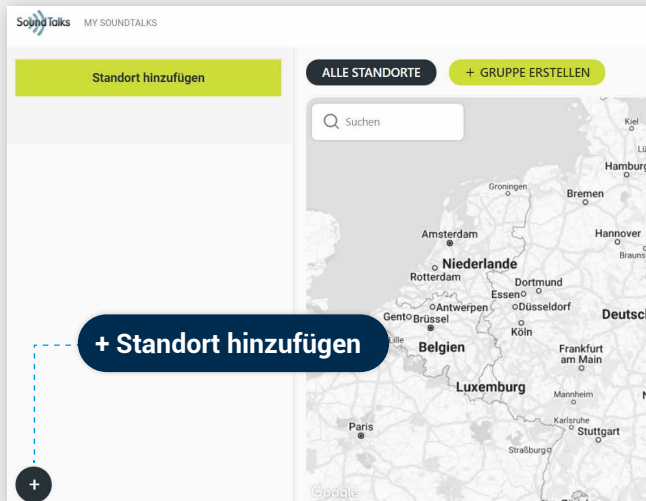 SoundTalks MY SOUNDTALKS
Standort hinzufügen
ALLE STANDORTE
+ GRUPPE ERSTELLEN
Suchen
Kiel
Hamburg
Groningen
Bremen
Amsterdam
Hannover
Niederlande
Rotterdam
Dortmund
Essen
Antwerpen
Düsseldorf
Gento
Brüssel
Köln
Lille
Belgien
+ Standort hinzufügen
Frankfurt
am Main
Luxemburg
Mannheim
Paris
Karlsruhe
Stuttgart
Straßburg
+
Google